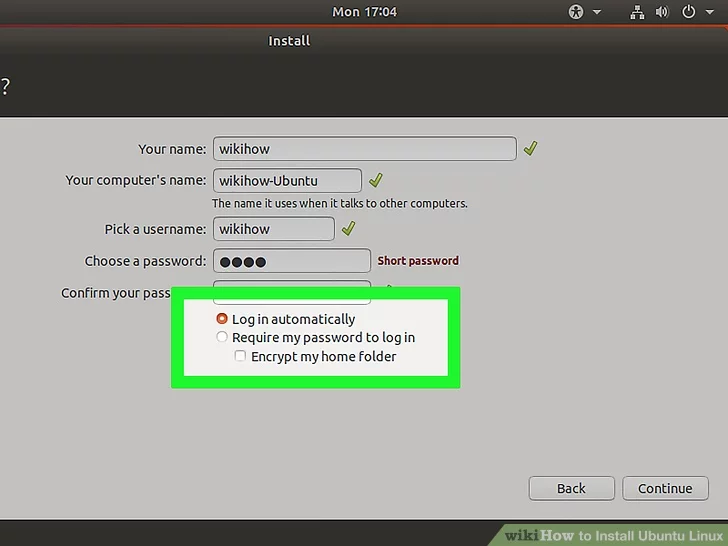 Mon 17:04
Install
?
Your name: wikihow
Your computer's name: wikihow-Ubuntu
The name it uses when it talks to other computers.
Pick a username: wikihow
Choose a password: ●●●● Short password
Confirm your pass
Log in automatically
Require my password to log in
Encrypt my home folder
Back Continue
wikiHow to Install Ubuntu Linux